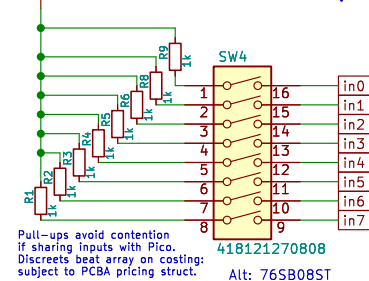 SW4
R9
1k
R8
1k
R6
1k
R5
1k
R4
1k
R3
1k
R2
1k
R1
1k
1
16
in0
2
15
in1
3
14
in2
4
13
in3
5
12
in4
6
11
in5
7
10
in6
8
9
in7
418121270808
Pull-ups avoid contention
if sharing inputs with Pico.
Discreets beat array on costing:
subject to PCBA pricing struct.
Alt: 76SB08ST